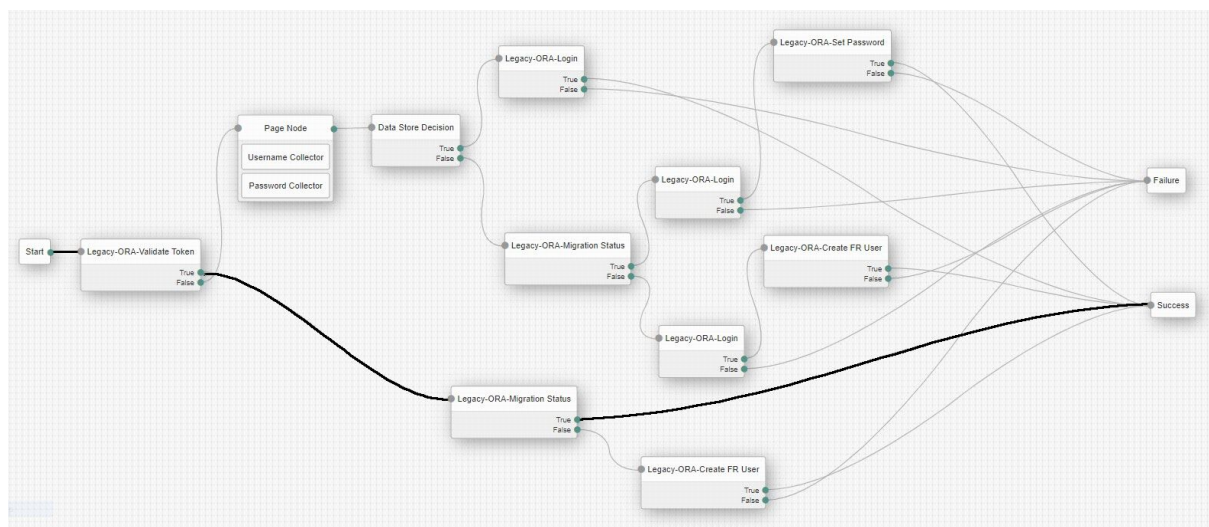 Start
Legacy-ORA-Validate Token
True
False
Page Node
Username Collector
Password Collector
Data Store Decision
True
False
Legacy-ORA-Login
True
False
Legacy-ORA-Migration Status
True
False
Legacy-ORA-Login
True
False
Legacy-ORA-Set Password
True
False
Legacy-ORA-Login
True
False
Legacy-ORA-Create FR User
True
False
Legacy-ORA-Migration Status
True
False
Legacy-ORA-Create FR User
True
False
Failure
Success